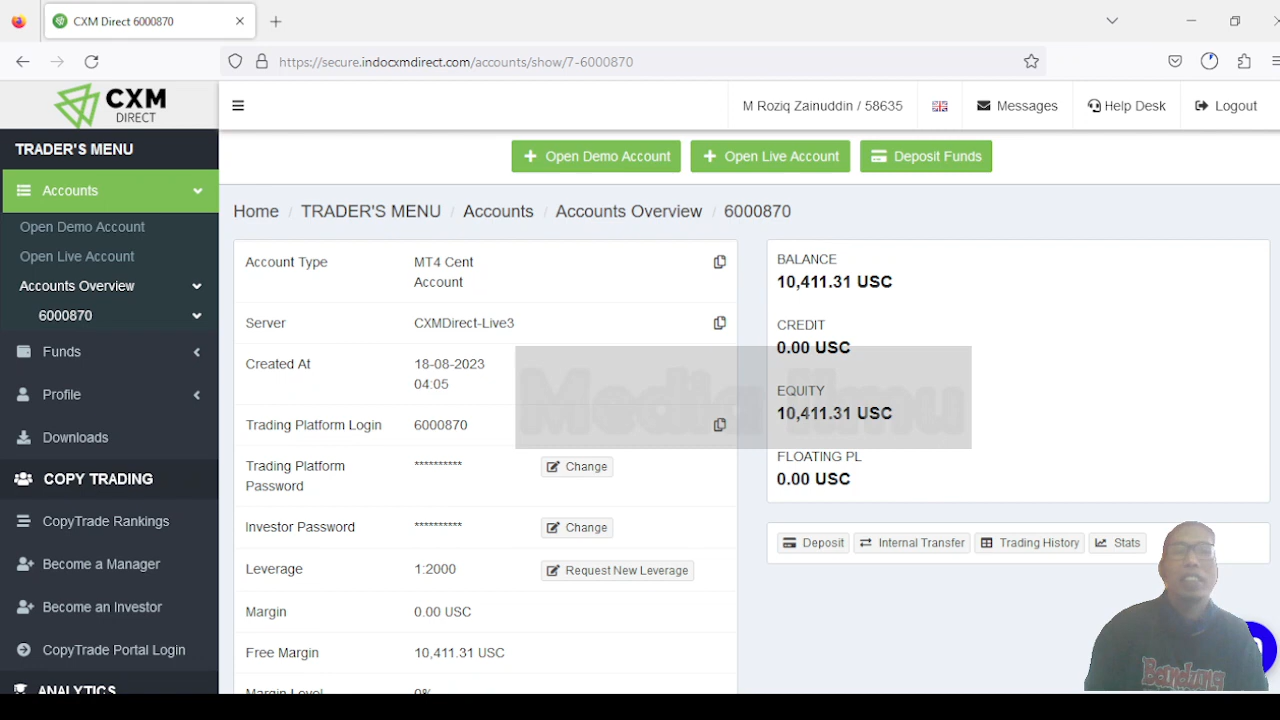 CXM Direct 6000870
https://secure.indocxmdirect.com/accounts/show/7-6000870
CXM
DIRECT
M Roziq Zainuddin / 58635
Messages
Help Desk
Logout
TRADER'S MENU
Accounts
Open Demo Account
Open Live Account
Accounts Overview
6000870
Funds
Profile
Downloads
COPY TRADING
CopyTrade Rankings
Become a Manager
Become an Investor
CopyTrade Portal Login
ANALYTICS
Open Demo Account
Open Live Account
Deposit Funds
Home / TRADER'S MENU / Accounts / Accounts Overview / 6000870
Account Type MT4 Cent
Account
Server CXMDirect-Live3
Created At 18-08-2023
04:05
Trading Platform Login 6000870
Trading Platform
Password ********** Change
Investor Password ********** Change
Leverage 1:2000 Request New Leverage
Margin 0.00 USC
Free Margin 10,411.31 USC
Margin Level 0%
BALANCE
10,411.31 USC
CREDIT
0.00 USC
EQUITY
10,411.31 USC
FLOATING PL
0.00 USC
Deposit
Internal Transfer
Trading History
Stats
Media Ilmu
Bandung